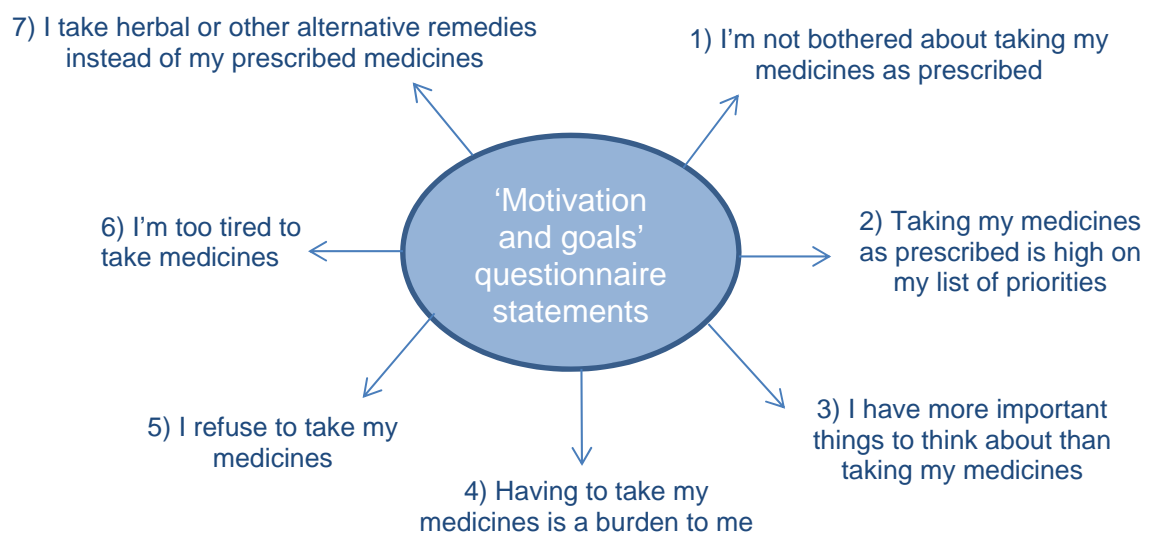 7) I take herbal or other alternative remedies
instead of my prescribed medicines
1) I’m not bothered about taking my
medicines as prescribed
‘Motivation
and goals’
questionnaire
statements
6) I’m too tired to
take medicines
2) Taking my medicines
as prescribed is high on
my list of priorities
5) I refuse to take my
medicines
3) I have more important
things to think about than
taking my medicines
4) Having to take my
medicines is a burden to me